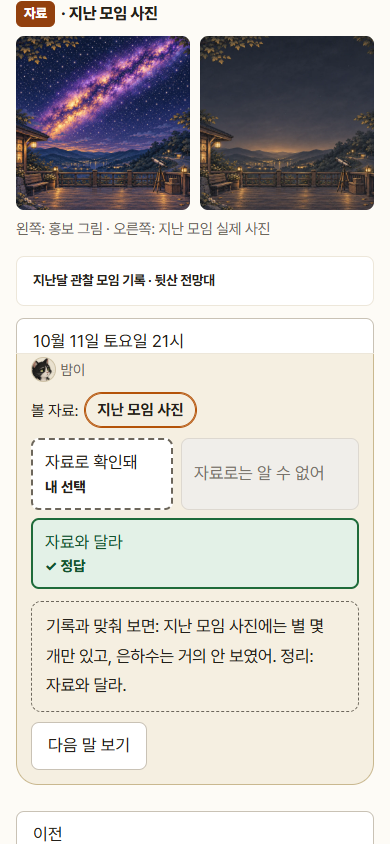 자료 · 지난 모임 사진
왼쪽: 홍보 그림 · 오른쪽: 지난 모임 실제 사진
지난달 관찰 모임 기록 · 뒷산 전망대
10월 11일 토요일 21시
밤이
볼 자료: 지난 모임 사진
자료로 확인돼
내 선택
자료로는 알 수 없어
자료와 달라
✓ 정답
기록과 맞춰 보면: 지난 모임 사진에는 별 몇
개만 있고, 은하수는 거의 안 보였어. 정리:
자료와 달라.
다음 말 보기
이전